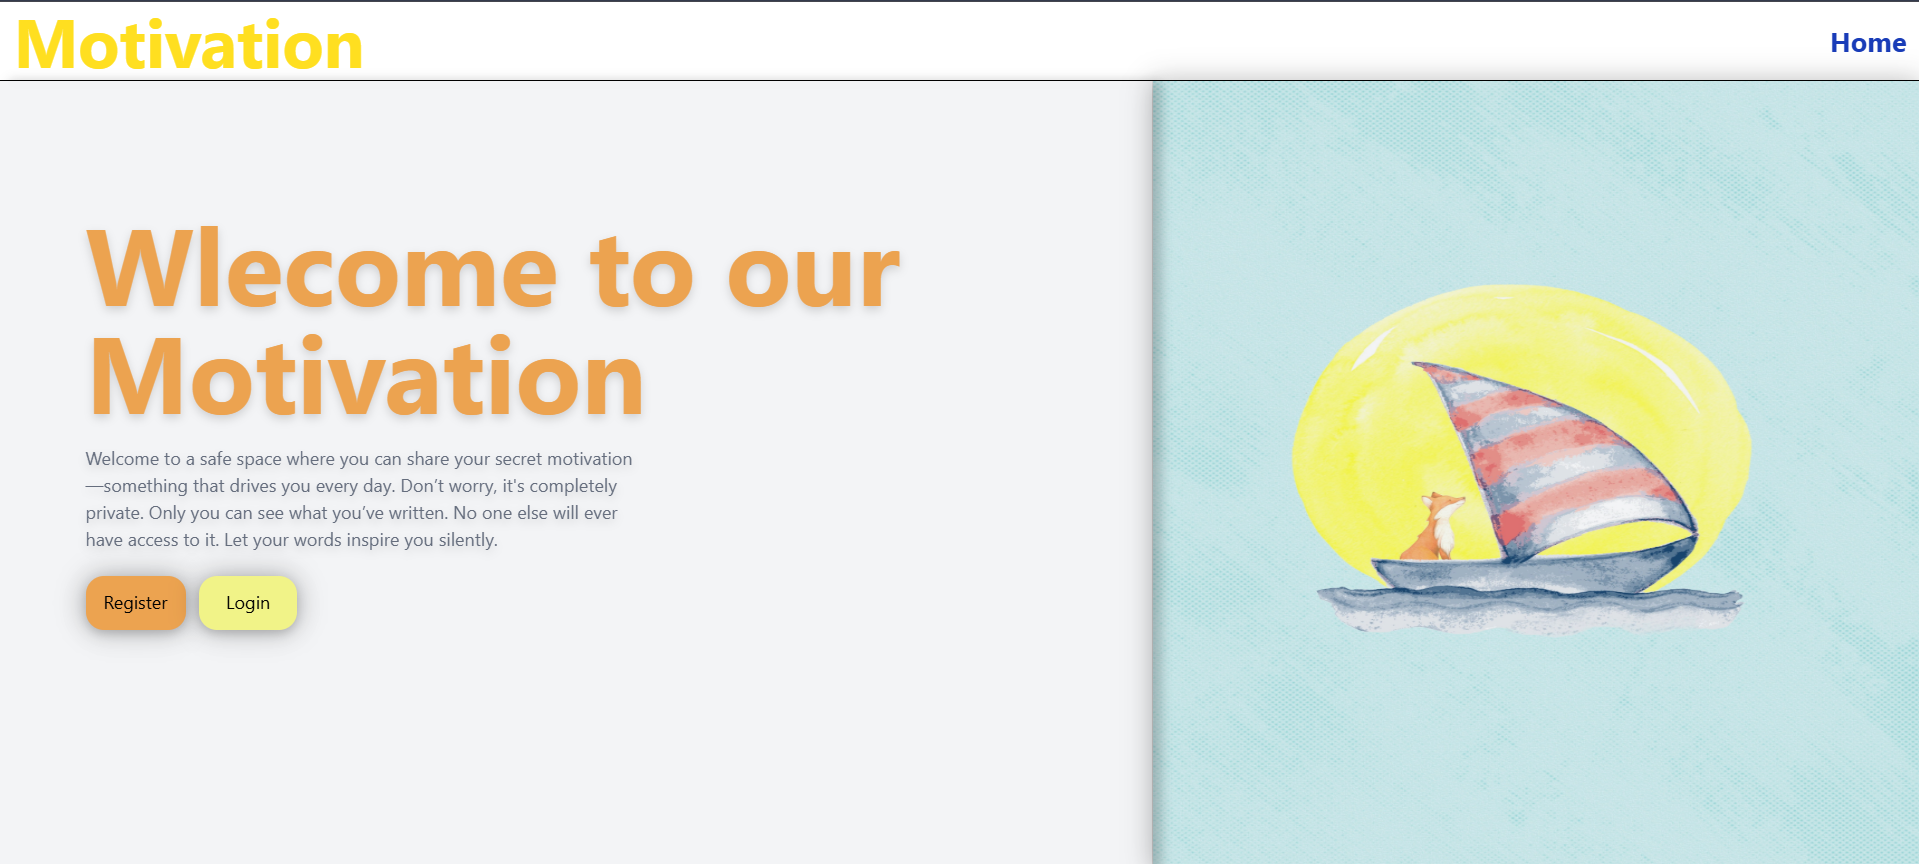 Motivation
Home
Wlecome to our
Motivation
Welcome to a safe space where you can share your secret motivation
—something that drives you every day. Don’t worry, it's completely
private. Only you can see what you’ve written. No one else will ever
have access to it. Let your words inspire you silently.
Register
Login